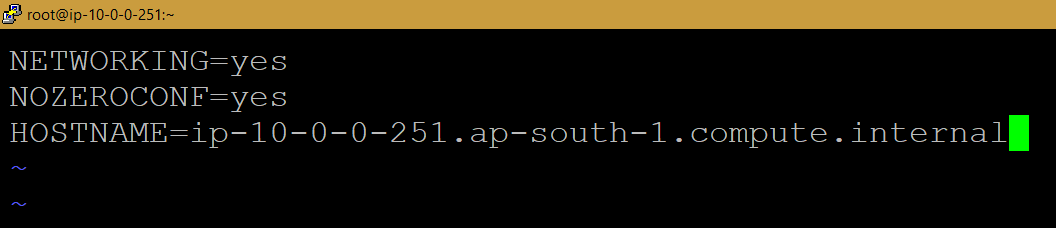 root@ip-10-0-0-251:~
NETWORKING=yes
NOZEROCONF=yes
HOSTNAME=ip-10-0-0-251.ap-south-1.compute.internal
~
~